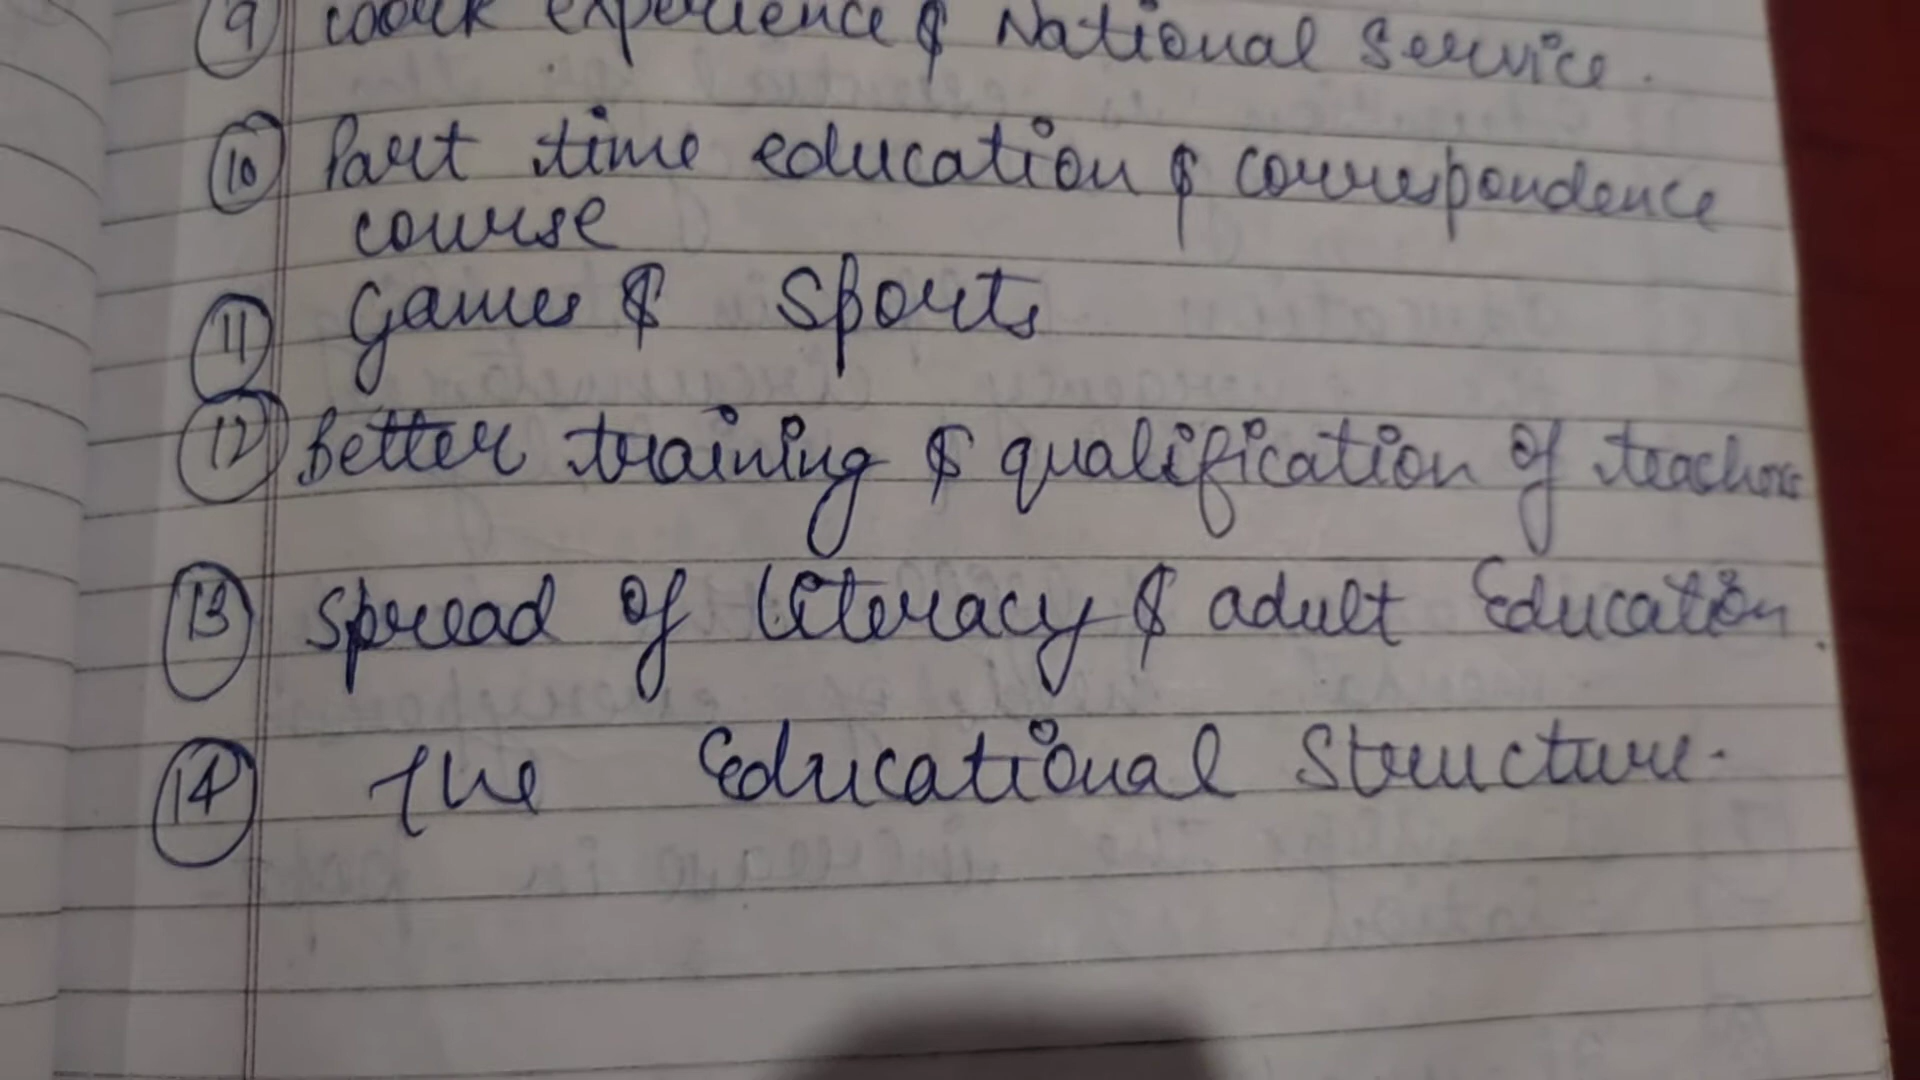 9 work experience & National Service.
10 Part time education & correspondence
course
11 Games & Sports
12 Better training & qualification of teachers
13 Spread of literacy & adult Education.
14 The Educational Structure.